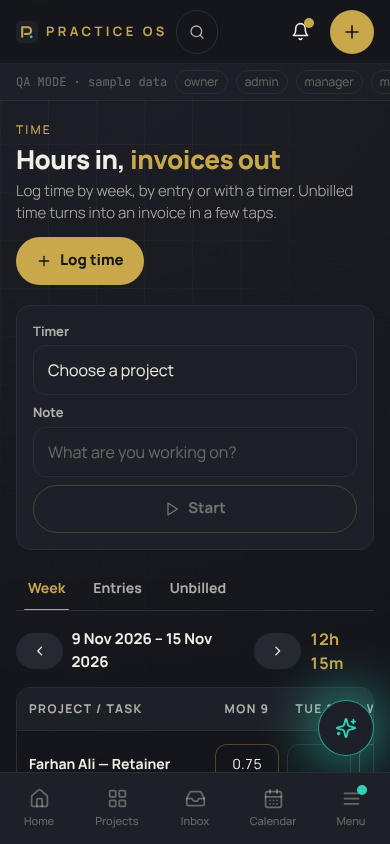 PRACTICE OS
QA MODE · sample data owner admin manager
TIME
Hours in, invoices out
Log time by week, by entry or with a timer. Unbilled
time turns into an invoice in a few taps.
+ Log time
Timer
Choose a project
Note
What are you working on?
Start
Week Entries Unbilled
9 Nov 2026 – 15 Nov
2026
12h
15m
PROJECT / TASK MON 9 TUE
Farhan Ali — Retainer 0.75
Home Projects Inbox Calendar Menu